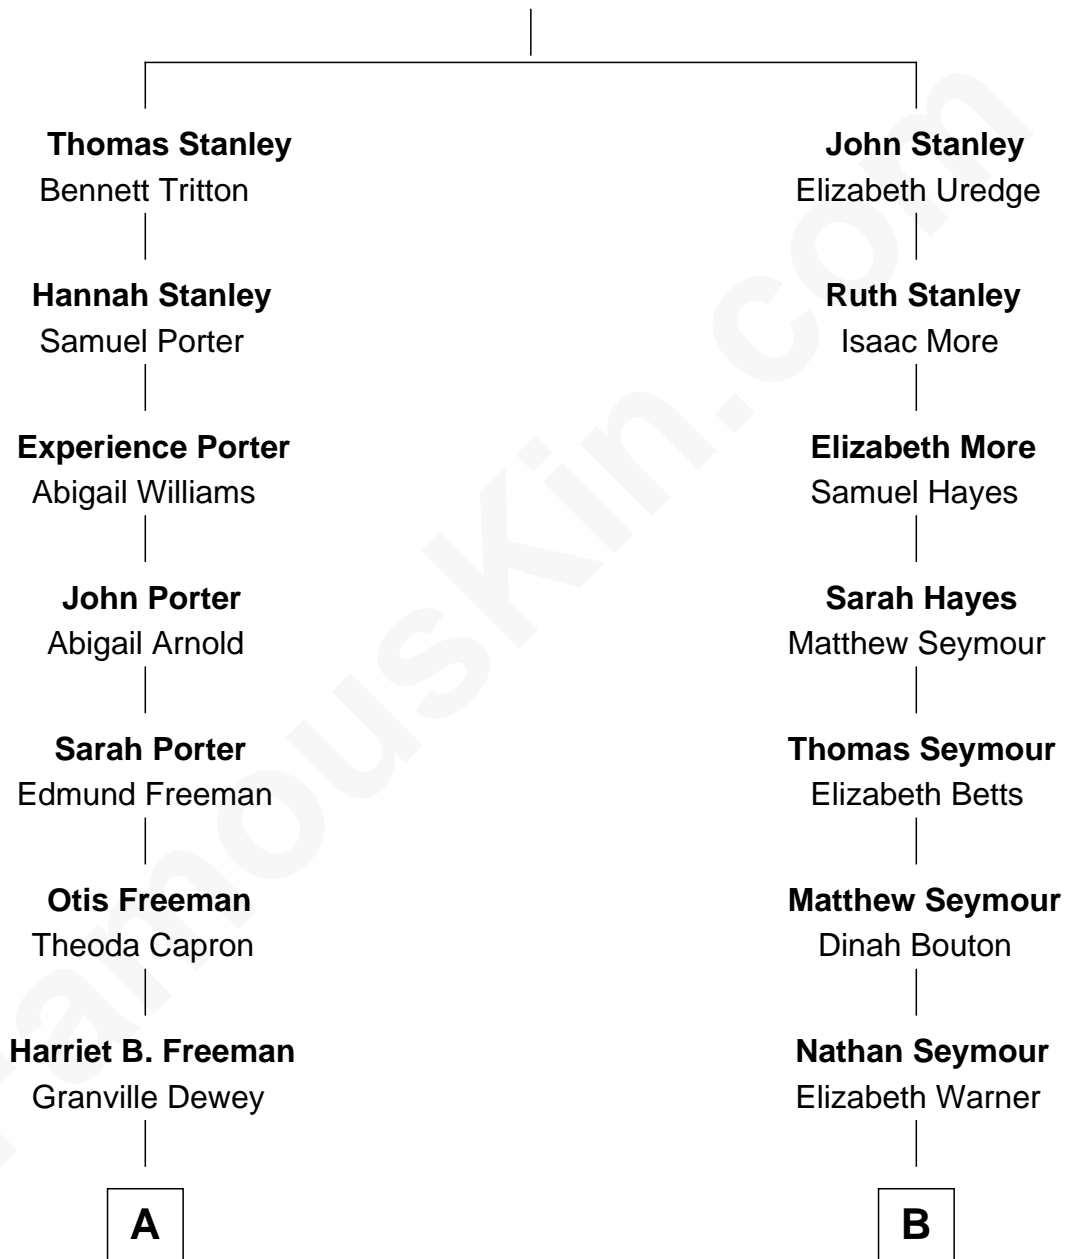 Thomas Stanley
Bennett Tritton
Hannah Stanley
Samuel Porter
Experience Porter
Abigail Williams
John Porter
Abigail Arnold
Sarah Porter
Edmund Freeman
Otis Freeman
Theoda Capron
Harriet B. Freeman
Granville Dewey
A
John Stanley
Elizabeth Uredge
Ruth Stanley
Isaac More
Elizabeth More
Samuel Hayes
Sarah Hayes
Matthew Seymour
Thomas Seymour
Elizabeth Betts
Matthew Seymour
Dinah Bouton
Nathan Seymour
Elizabeth Warner
B
FamousKin.com